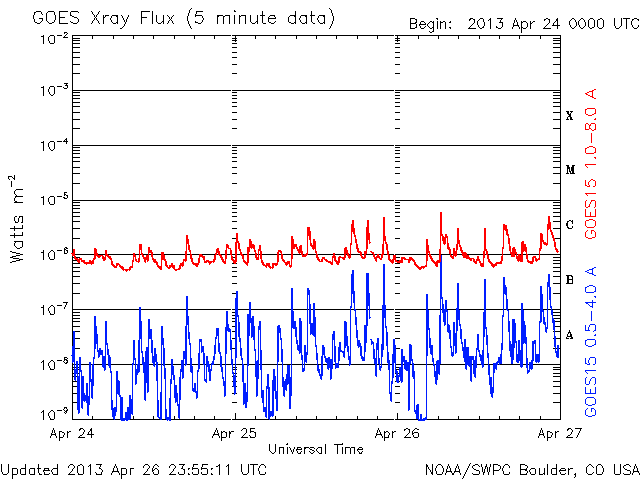 GOES Xray Flux (5 minute data)
Begin: 2013 Apr 24 0000 UTC
10⁻²
10⁻³
10⁻⁴
10⁻⁵
10⁻⁶
10⁻⁷
10⁻⁸
10⁻⁹
Watts m⁻²
X
M
C
B
A
GOES15 1.0-8.0 A
GOES15 0.5-4.0 A
Apr 24
Apr 25
Apr 26
Apr 27
Universal Time
Updated 2013 Apr 26 23:55:11 UTC
NOAA/SWPC Boulder, CO USA